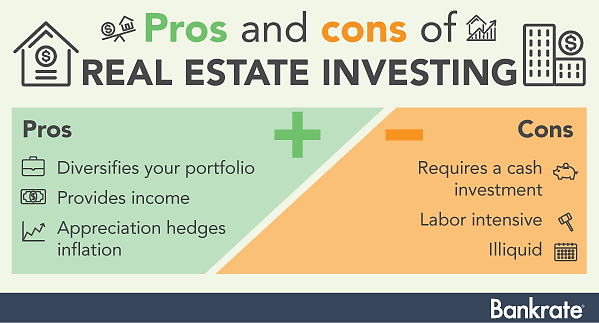 Pros and cons of
REAL ESTATE INVESTING
Pros
Diversifies your portfolio
Provides income
Appreciation hedges
inflation
Cons
Requires a cash
investment
Labor intensive
Illiquid
Bankrate